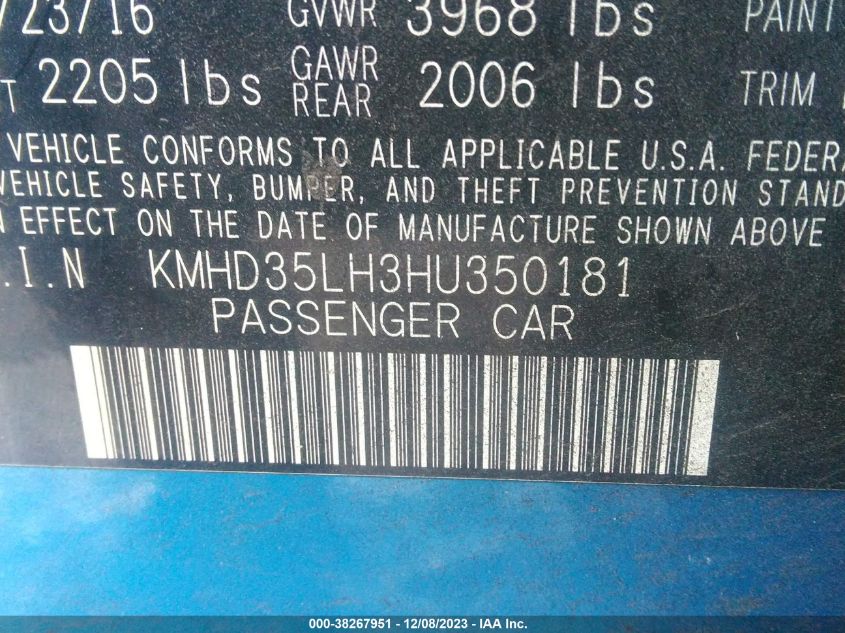 /23/16 GVWR 3968 lbs PAINT
T 2205 lbs GAWR REAR 2006 lbs TRIM
VEHICLE CONFORMS TO ALL APPLICABLE U.S.A. FEDERA
VEHICLE SAFETY, BUMPER, AND THEFT PREVENTION STAND
N EFFECT ON THE DATE OF MANUFACTURE SHOWN ABOVE
.I.N KMHD35LH3HU350181
PASSENGER CAR
000-38267951 - 12/08/2023 - IAA Inc.